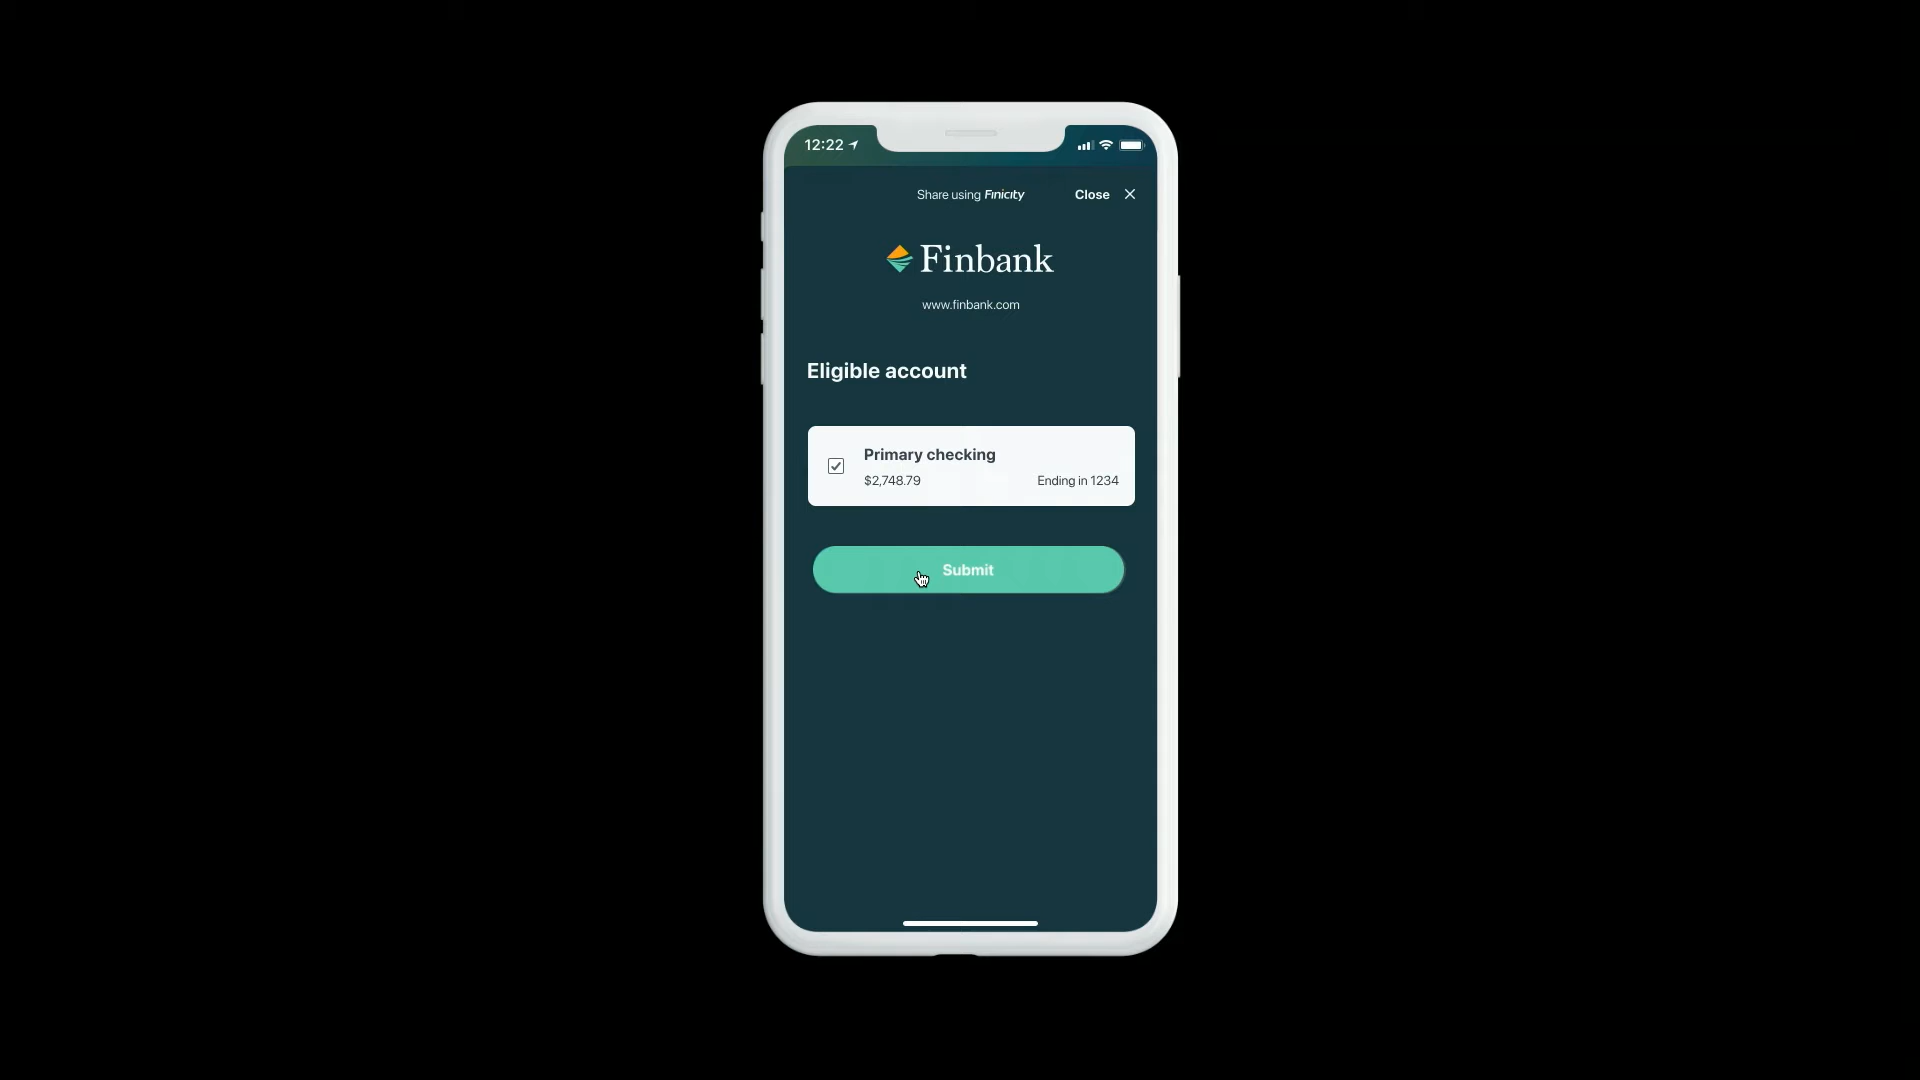 12:22
Share using Finicity
Close
Finbank
www.finbank.com
Eligible account
Primary checking
$2,748.79
Ending in 1234
Submit